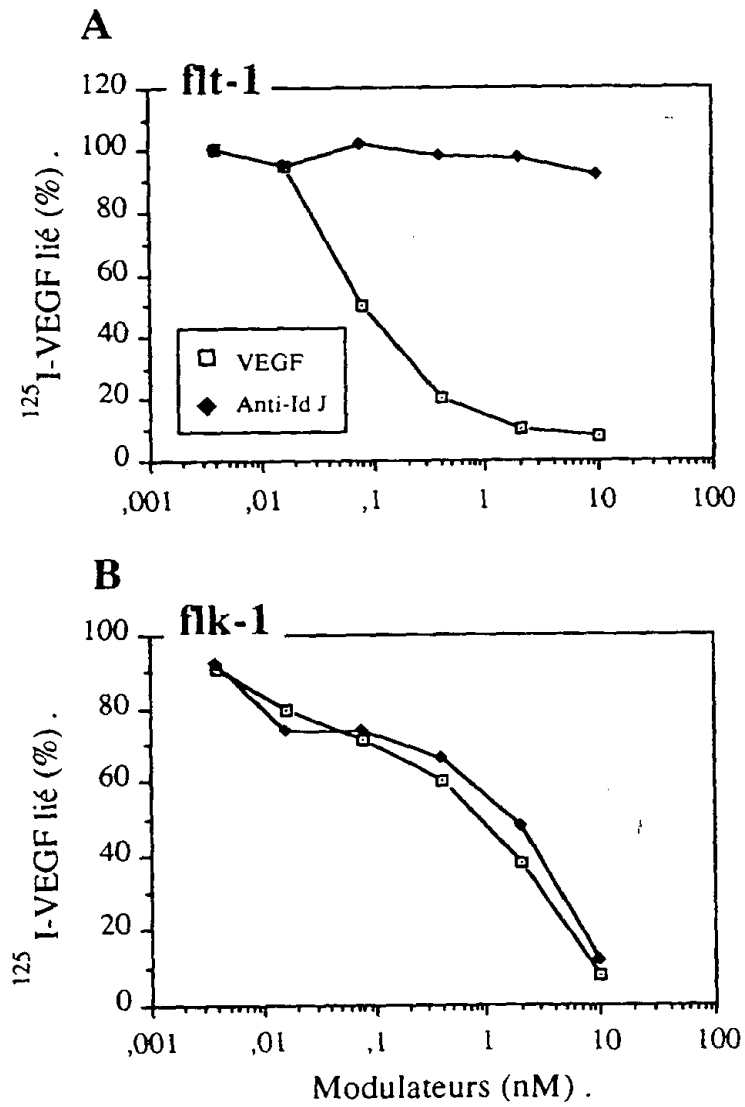 A
flt-1
120
100
80
60
40
20
0
125I-VEGF lié (%) .
VEGF
Anti-Id J
,001 ,01 ,1 1 10 100
B
flk-1
100
80
60
40
20
0
125 I-VEGF lié (%) .
,001 ,01 ,1 1 10 100
Modulateurs (nM) .